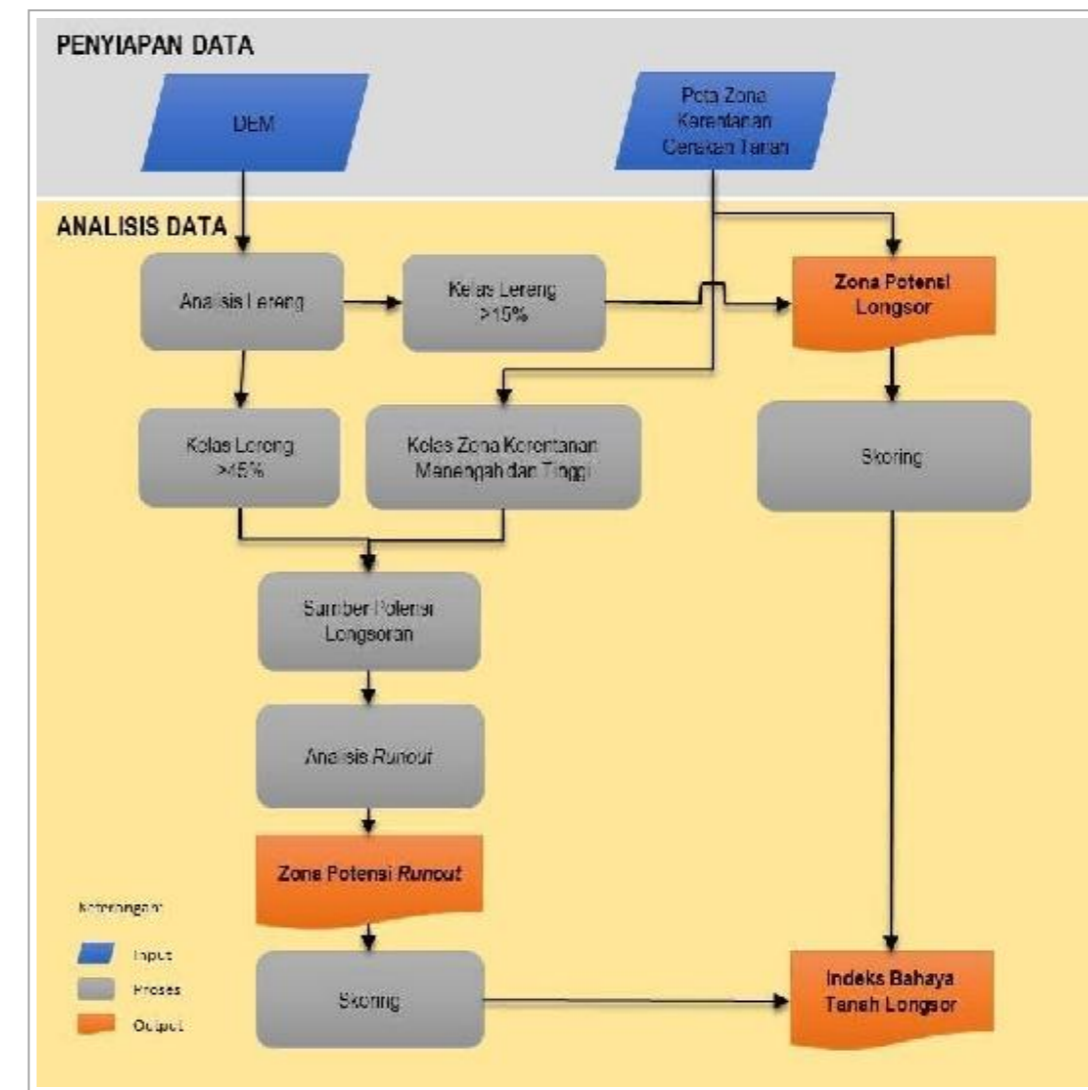 PENYIAPAN DATA
DEM
Peta Zona
Kerentanan
Gerakan Tanah
ANALISIS DATA
Analisis Lereng
Kelas Lereng
>15%
Zona Potensi
Longsor
Kelas Lereng
>45%
Kelas Zona Kerentanan
Menengah dan Tinggi
Skoring
Sumber Potensi
Longsoran
Analisis Runout
Zona Potensi Runout
Keterangan:
Input
Proses
Output
Skoring
Indeks Bahaya
Tanah Longsor